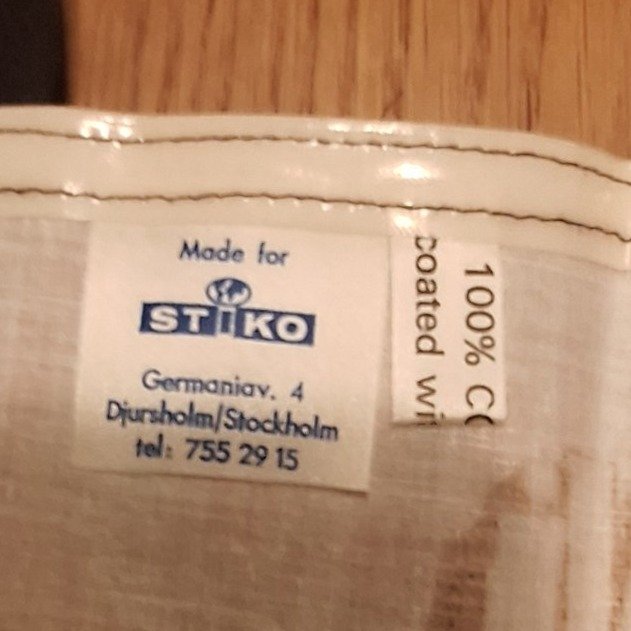 Made for
STIKO
Germaniav. 4
Djursholm/Stockholm
tel: 755 29 15
100%
coated